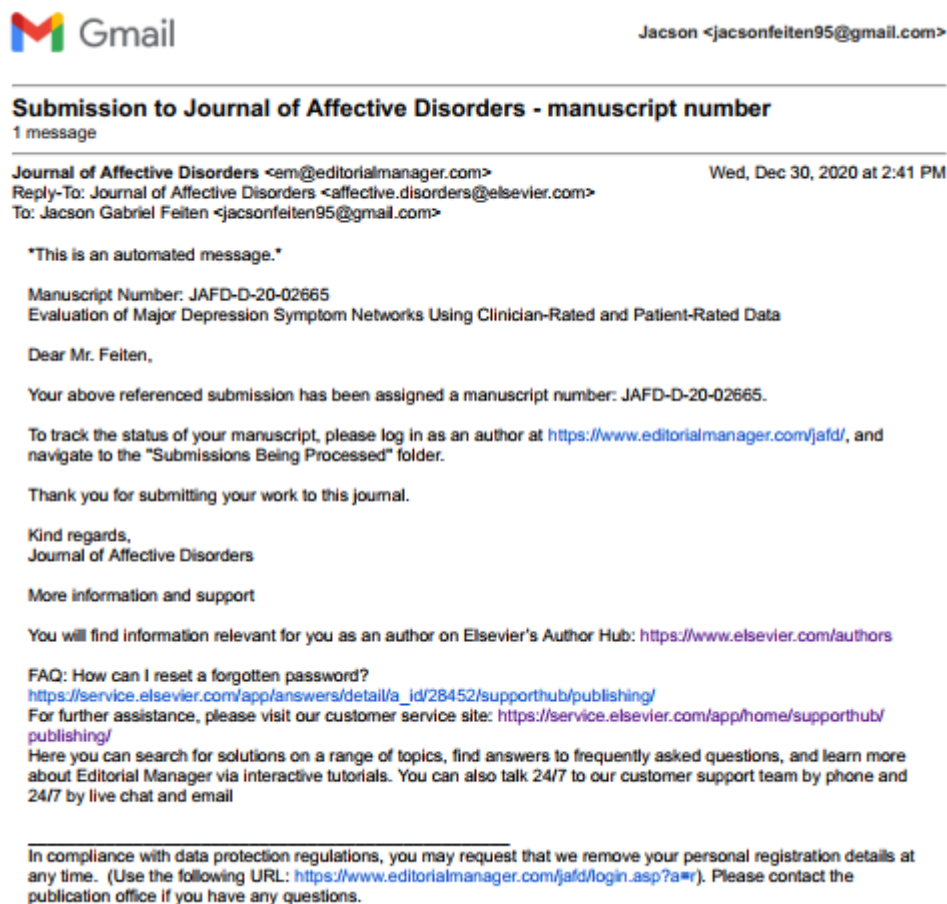 Gmail
Jacson <jacsonfeiten95@gmail.com>
Submission to Journal of Affective Disorders - manuscript number
1 message
Journal of Affective Disorders <em@editorialmanager.com>
Wed, Dec 30, 2020 at 2:41 PM
Reply-To: Journal of Affective Disorders <affective.disorders@elsevier.com>
To: Jacson Gabriel Feiten <jacsonfeiten95@gmail.com>
*This is an automated message.*
Manuscript Number: JAFD-D-20-02665
Evaluation of Major Depression Symptom Networks Using Clinician-Rated and Patient-Rated Data
Dear Mr. Feiten,
Your above referenced submission has been assigned a manuscript number: JAFD-D-20-02665.
To track the status of your manuscript, please log in as an author at https://www.editorialmanager.com/jafd/, and
navigate to the "Submissions Being Processed" folder.
Thank you for submitting your work to this journal.
Kind regards,
Journal of Affective Disorders
More information and support
You will find information relevant for you as an author on Elsevier's Author Hub: https://www.elsevier.com/authors
FAQ: How can I reset a forgotten password?
https://service.elsevier.com/app/answers/detail/a_id/28452/supporthub/publishing/
For further assistance, please visit our customer service site: https://service.elsevier.com/app/home/supporthub/
publishing/
Here you can search for solutions on a range of topics, find answers to frequently asked questions, and learn more
about Editorial Manager via interactive tutorials. You can also talk 24/7 to our customer support team by phone and
24/7 by live chat and email
In compliance with data protection regulations, you may request that we remove your personal registration details at
any time. (Use the following URL: https://www.editorialmanager.com/jafd/login.asp?a=r). Please contact the
publication office if you have any questions.